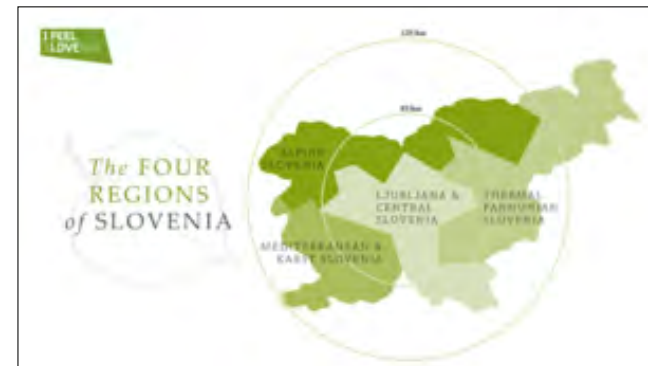 I FEEL
LOVE
The FOUR
REGIONS
of SLOVENIA
ALPINE
SLOVENIA
LJUBLJANA &
CENTRAL
SLOVENIA
THERMAL
PANNONIAN
SLOVENIA
MEDITERRANEAN &
KARST SLOVENIA